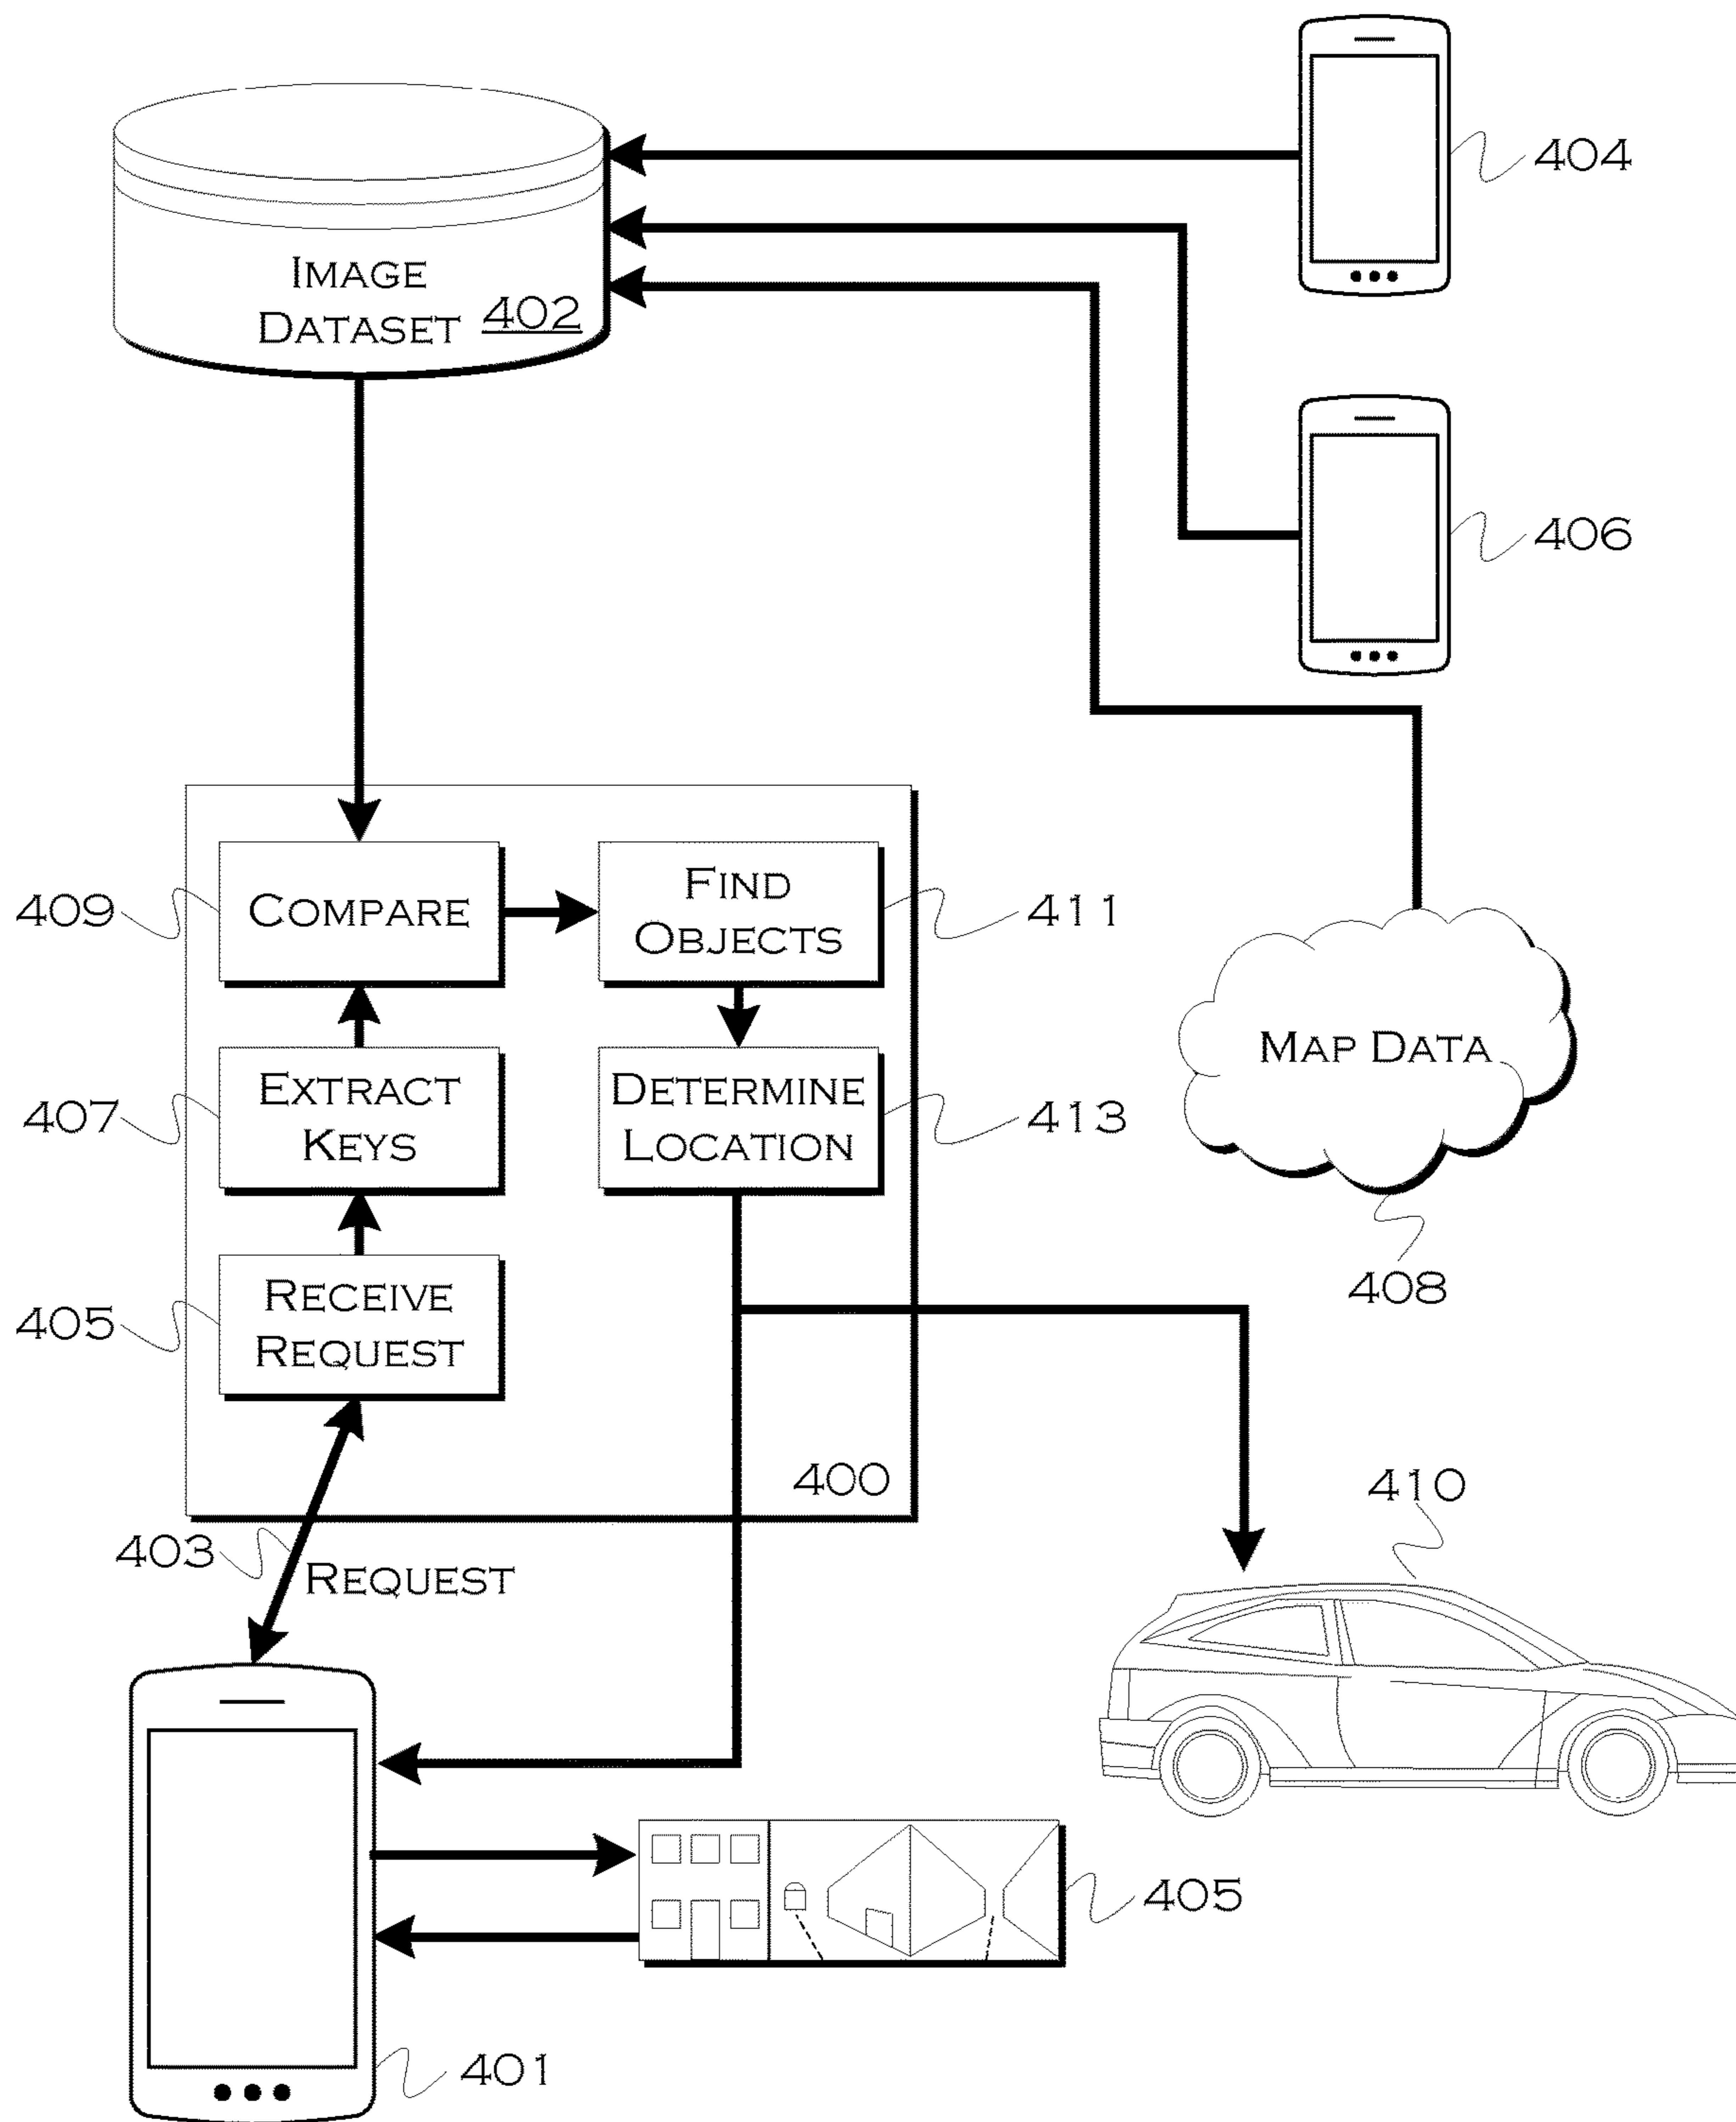 404
IMAGE
DATASET 402
406
COMPARE
FIND
OBJECTS
409
411
EXTRACT
KEYS
DETERMINE
LOCATION
407
413
MAP DATA
408
RECEIVE
REQUEST
405
400
403
REQUEST
410
405
401